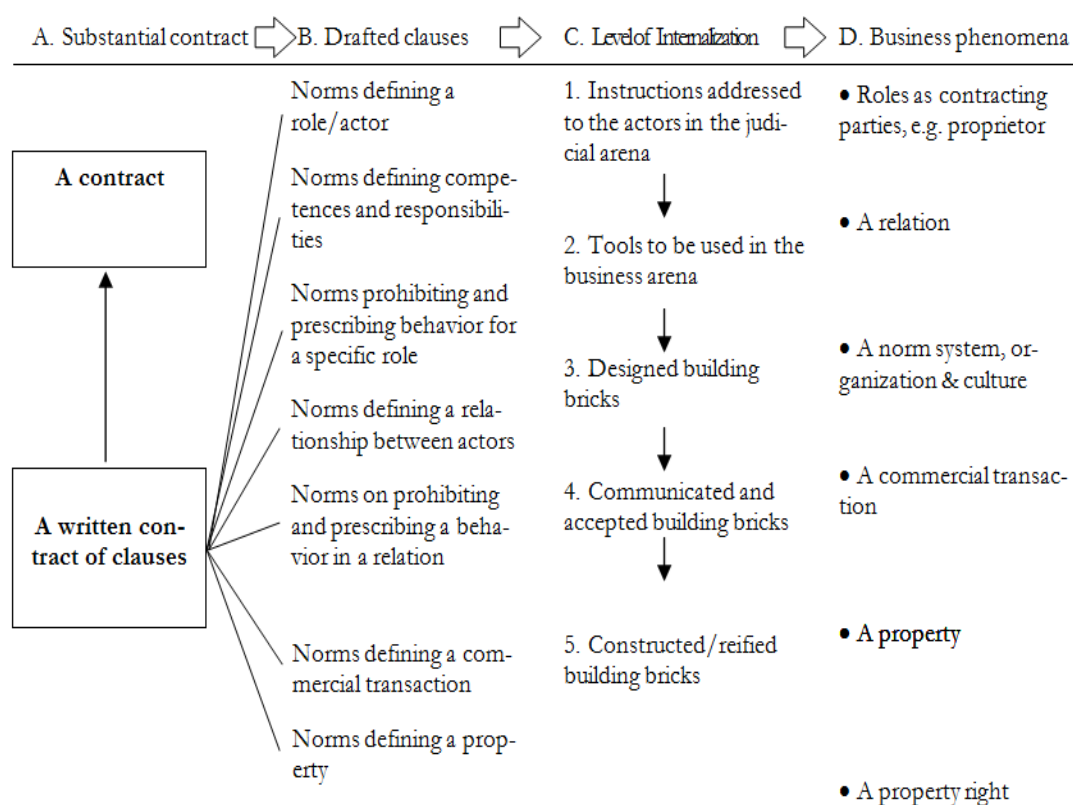 A. Substantial contract
B. Drafted clauses
C. Level of Internalization
D. Business phenomena
A contract
A written con-
tract of clauses
Norms defining a
role/actor
Norms defining compe-
tences and responsibili-
ties
Norms prohibiting and
prescribing behavior for
a specific role
Norms defining a rela-
tionship between actors
Norms on prohibiting
and prescribing a beha-
vior in a relation
Norms defining a com-
mercial transaction
Norms defining a prop-
erty
1. Instructions addressed
to the actors in the judi-
cial arena
2. Tools to be used in the
business arena
3. Designed building
bricks
4. Communicated and
accepted building bricks
5. Constructed/reified
building bricks
• Roles as contracting
parties, e.g. proprietor
• A relation
• A norm system, or-
ganization & culture
• A commercial transac-
tion
• A property
• A property right